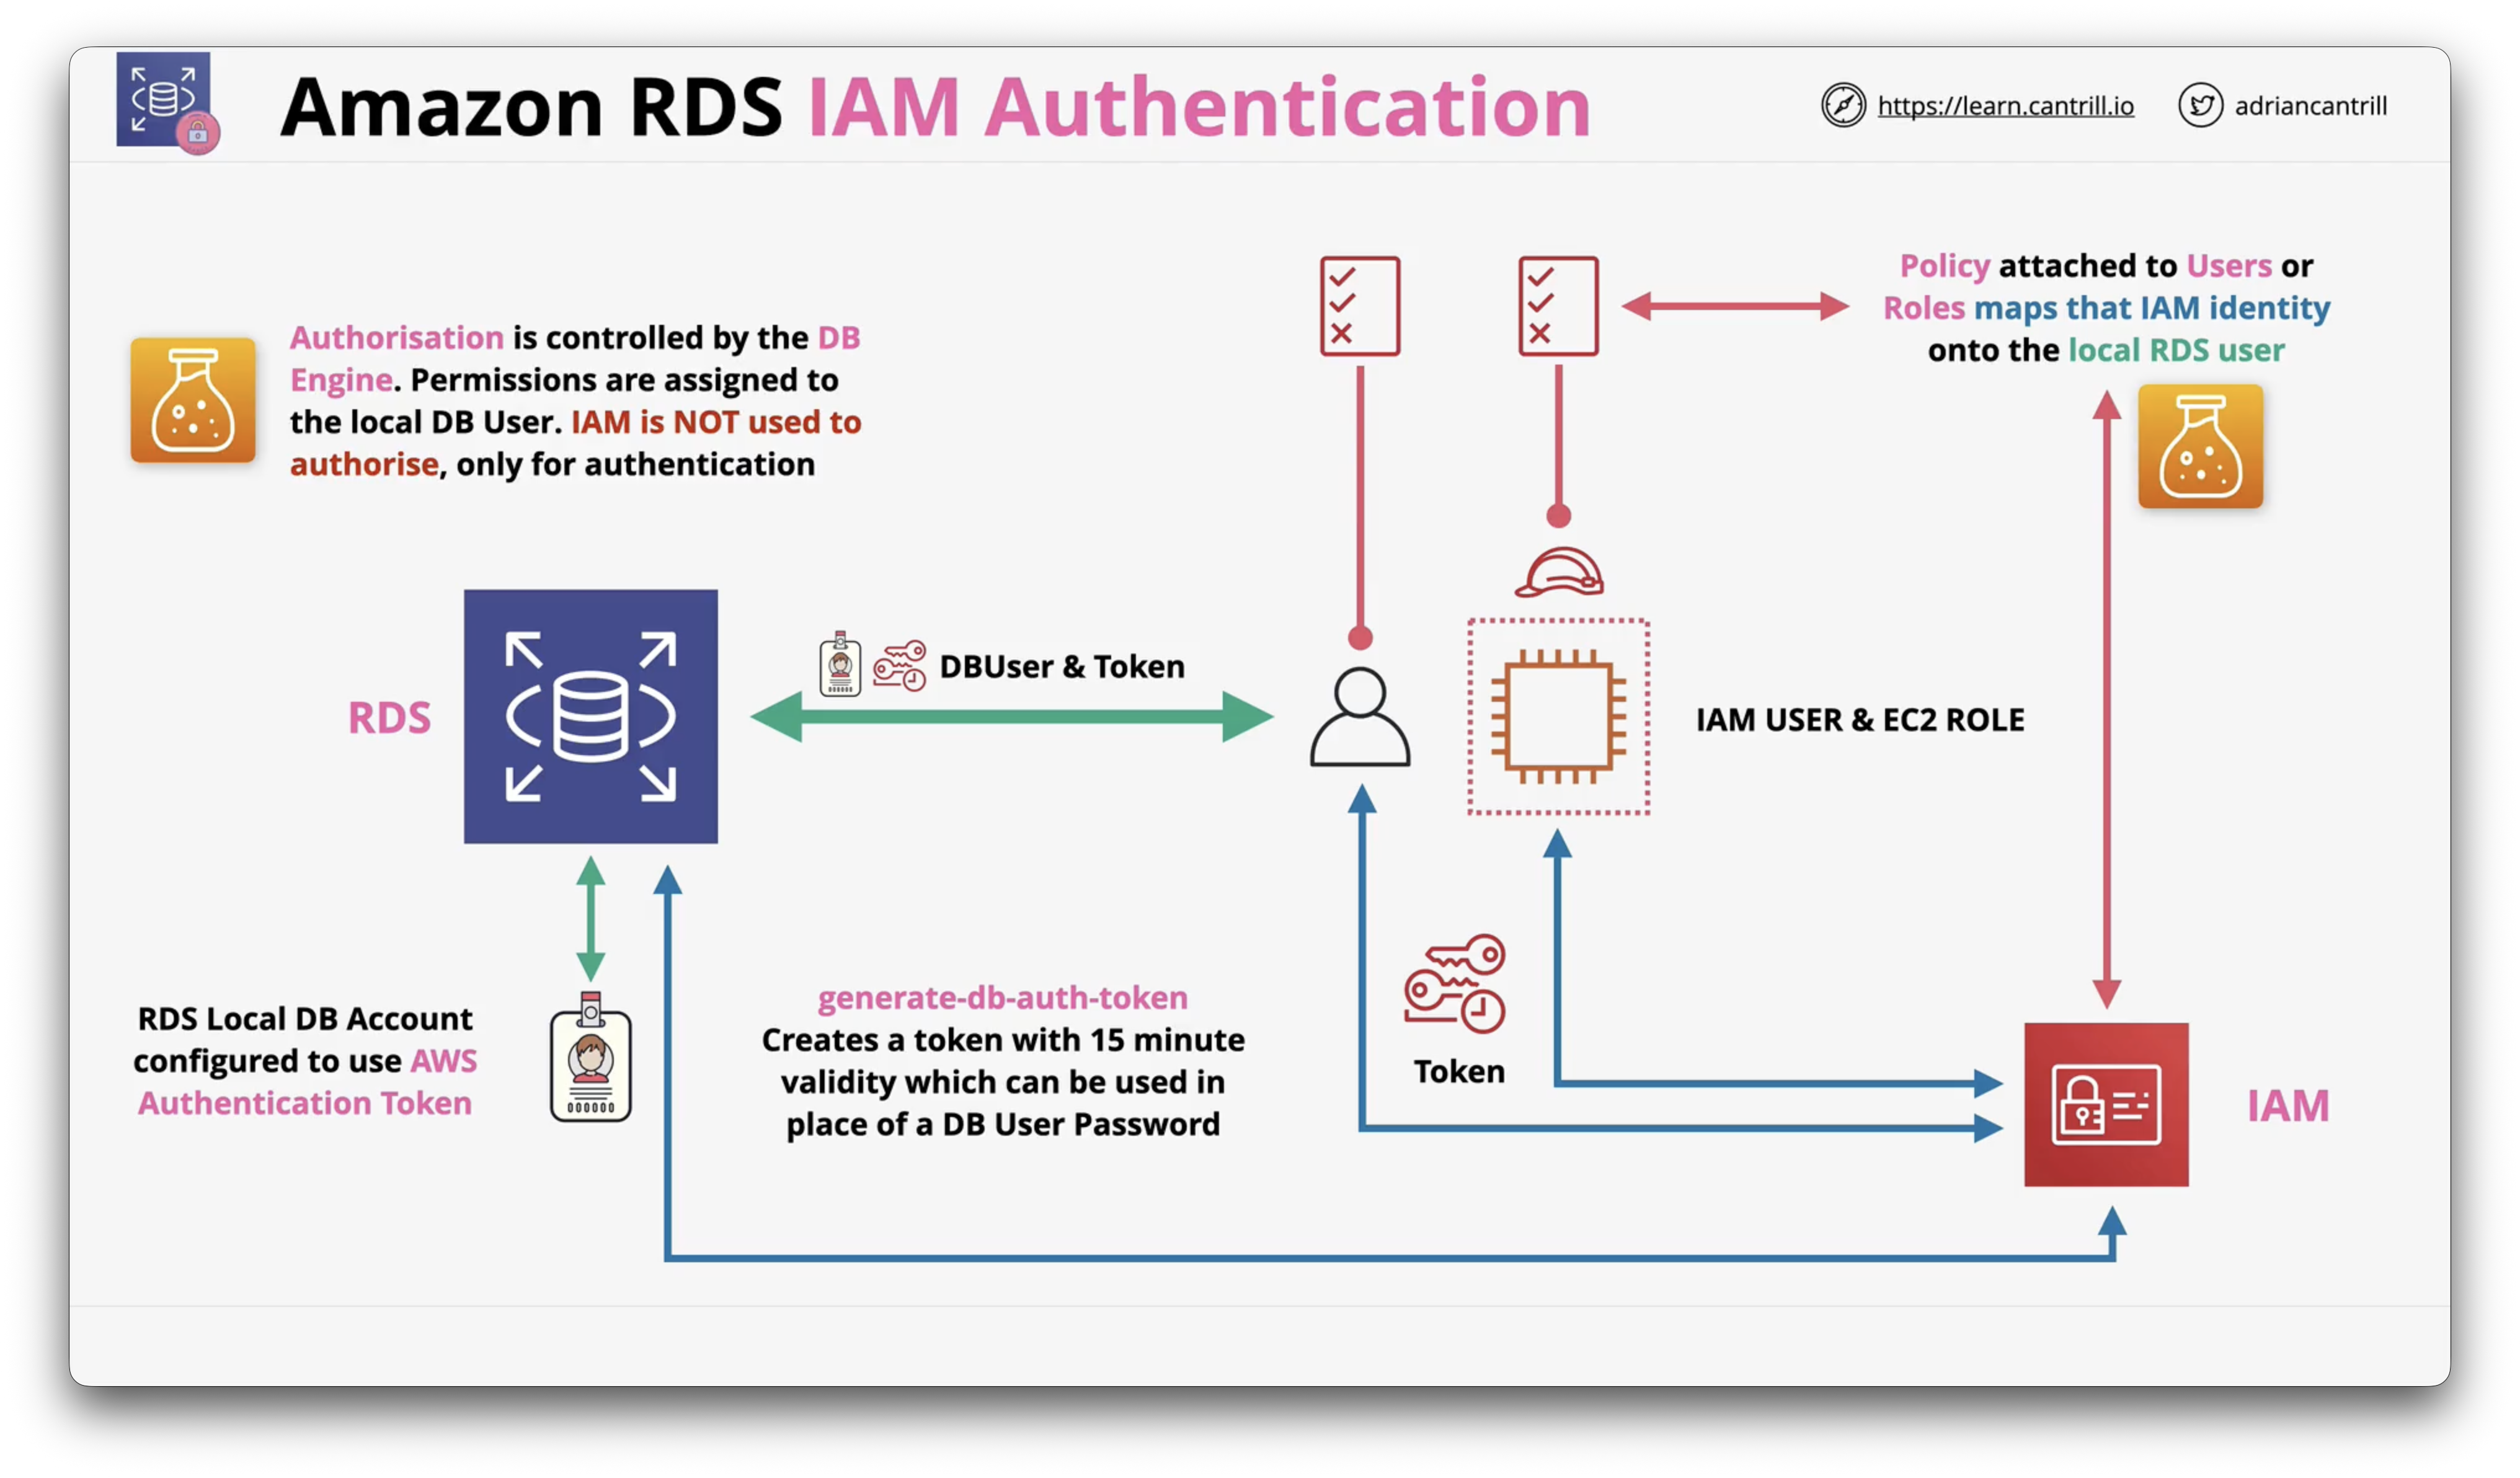 Amazon RDS IAM Authentication
https://learn.cantrill.io
adriancantrill
Policy attached to Users or
Roles maps that IAM identity
onto the local RDS user
Authorisation is controlled by the DB
Engine. Permissions are assigned to
the local DB User. IAM is NOT used to
authorise, only for authentication
DBUser & Token
RDS
IAM USER & EC2 ROLE
RDS Local DB Account
configured to use AWS
Authentication Token
generate-db-auth-token
Creates a token with 15 minute
validity which can be used in
place of a DB User Password
Token
IAM